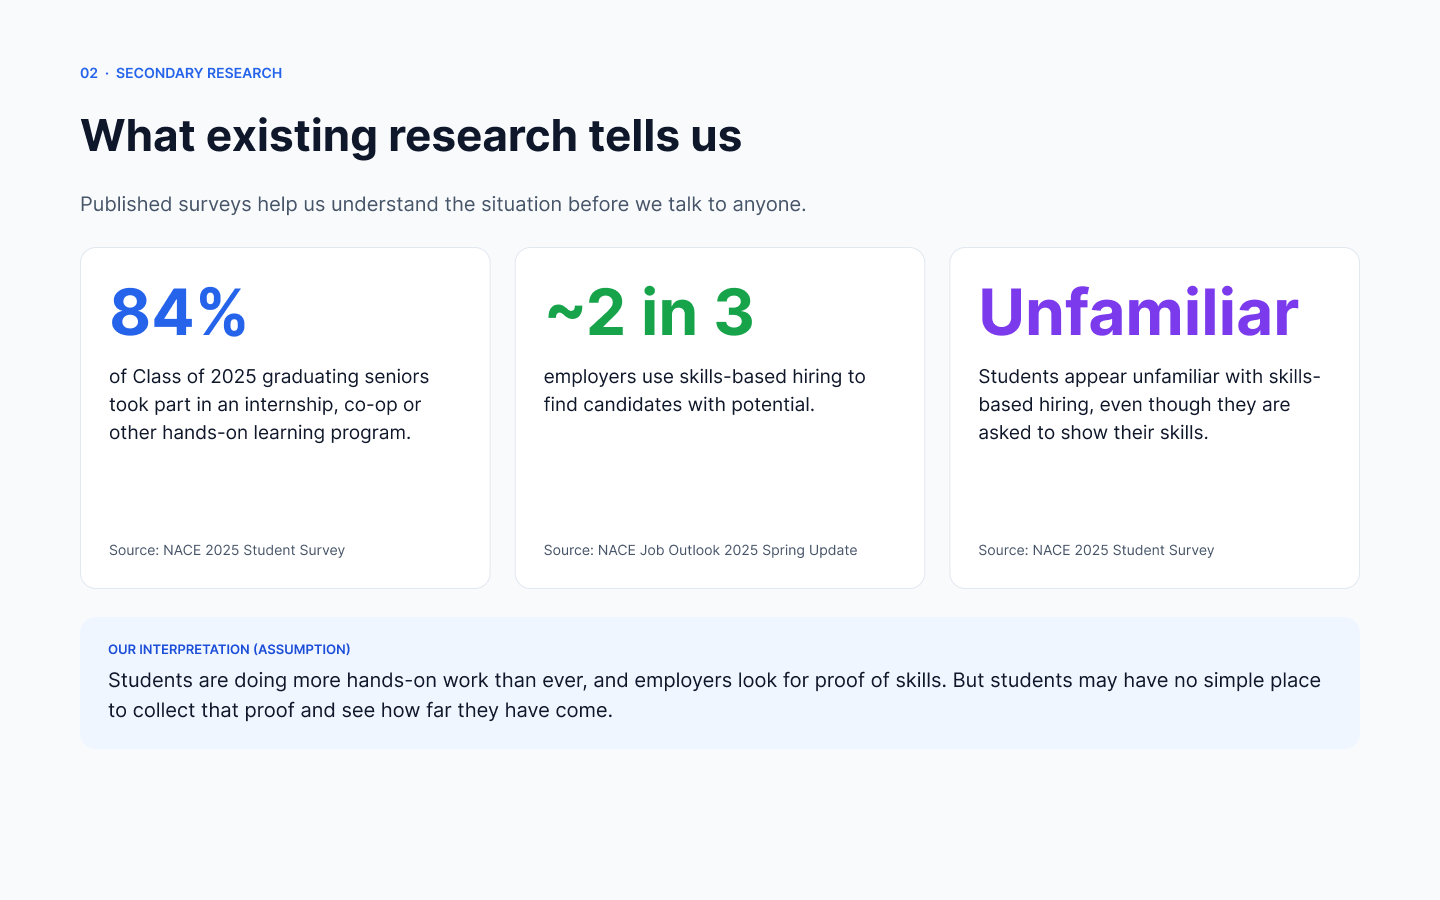 02 · SECONDARY RESEARCH
What existing research tells us
Published surveys help us understand the situation before we talk to anyone.
84%
of Class of 2025 graduating seniors
took part in an internship, co-op or
other hands-on learning program.
Source: NACE 2025 Student Survey
~2 in 3
employers use skills-based hiring to
find candidates with potential.
Source: NACE Job Outlook 2025 Spring Update
Unfamiliar
Students appear unfamiliar with skills-
based hiring, even though they are
asked to show their skills.
Source: NACE 2025 Student Survey
OUR INTERPRETATION (ASSUMPTION)
Students are doing more hands-on work than ever, and employers look for proof of skills. But students may have no simple place
to collect that proof and see how far they have come.